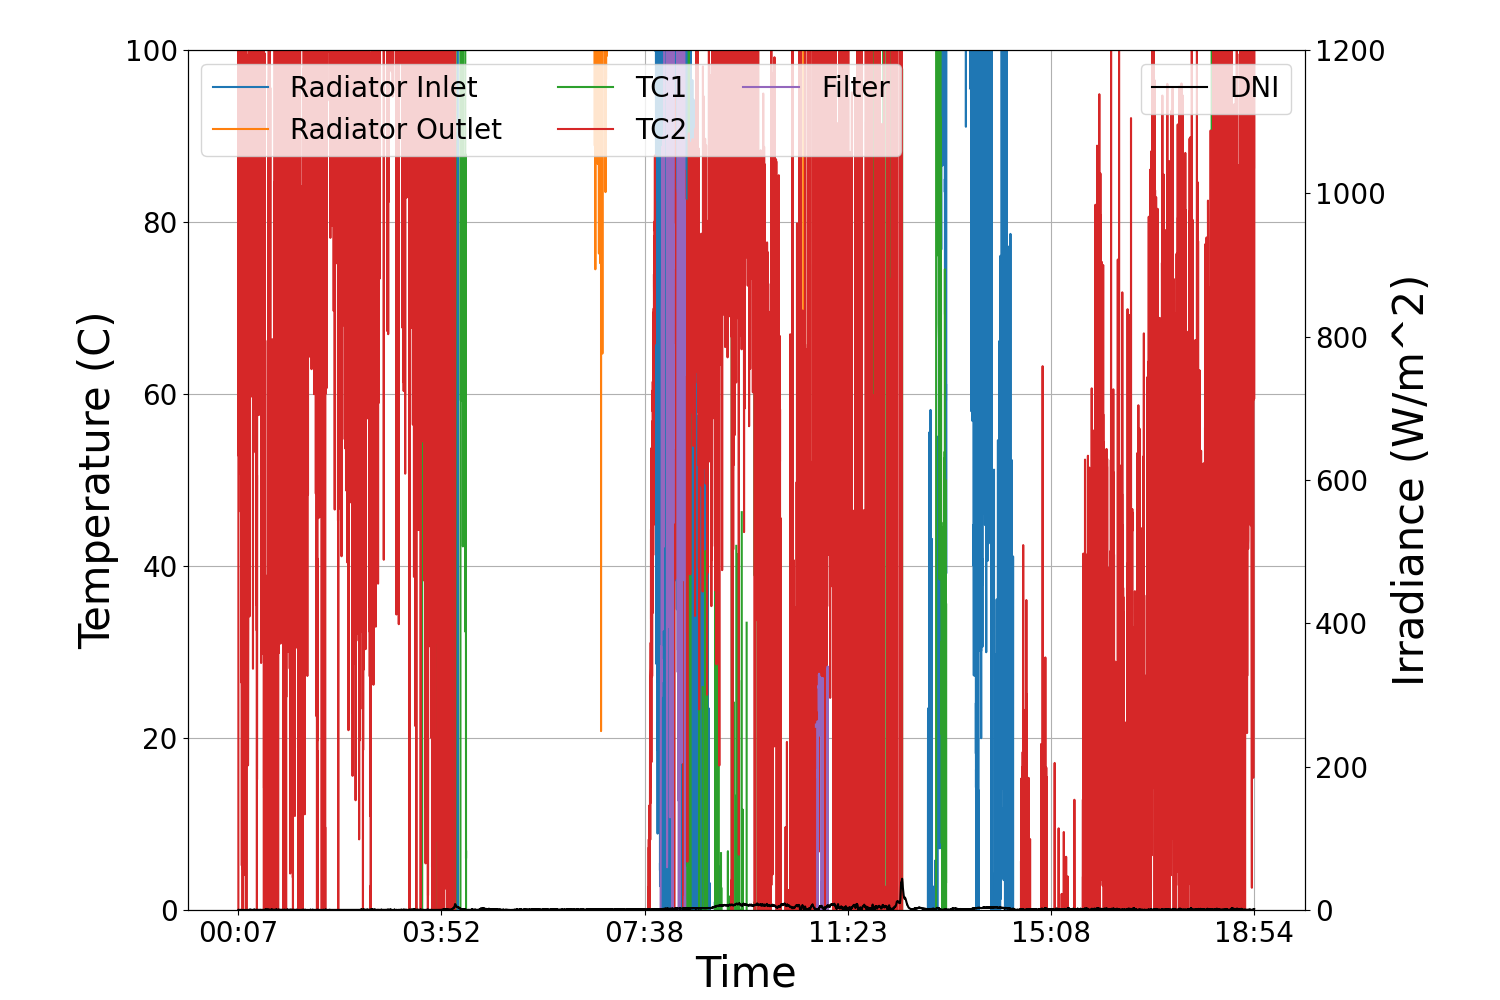 100
80
60
40
20
0
Temperature (C)
Radiator Inlet
Radiator Outlet
TC1
TC2
Filter
DNI
1200
1000
800
600
400
200
0
Irradiance (W/m^2)
00:07 03:52 07:38 11:23 15:08 18:54
Time